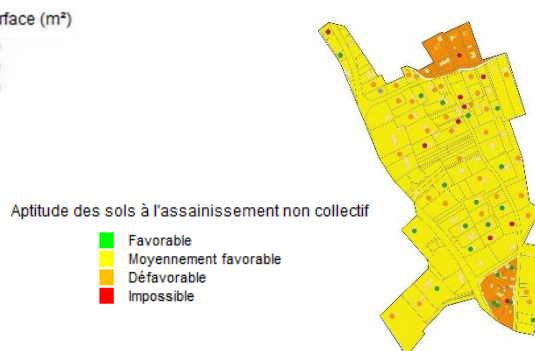 rface (m²)
Aptitude des sols à l'assainissement non collectif
Favorable
Moyennement favorable
Défavorable
Impossible